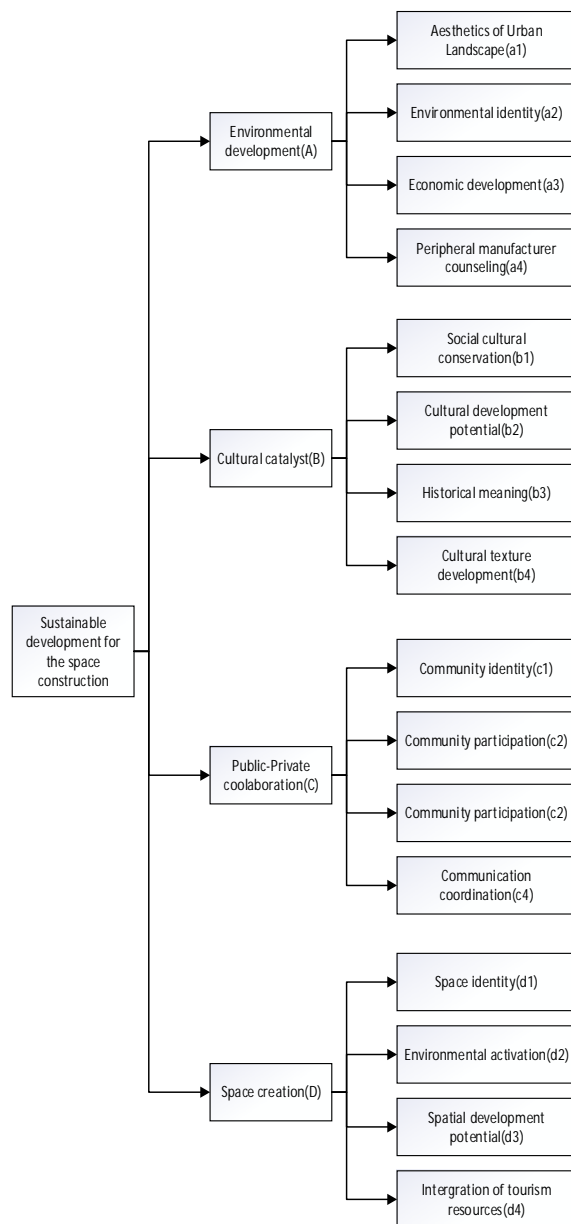 Aesthetics of Urban
Landscape(a1)
Environmental identity(a2)
Environmental
development(A)
Economic development(a3)
Peripheral manufacturer
counseling(a4)
Social cultural
conservation(b1)
Cultural development
potential(b2)
Cultural catalyst(B)
Historical meaning(b3)
Cultural texture
development(b4)
Sustainable
development for
the space
construction
Community identity(c1)
Community participation(c2)
Public-Private
coolaboration(C)
Community participation(c2)
Communication
coordination(c4)
Space identity(d1)
Environmental activation(d2)
Space creation(D)
Spatial development
potential(d3)
Intergration of tourism
resources(d4)